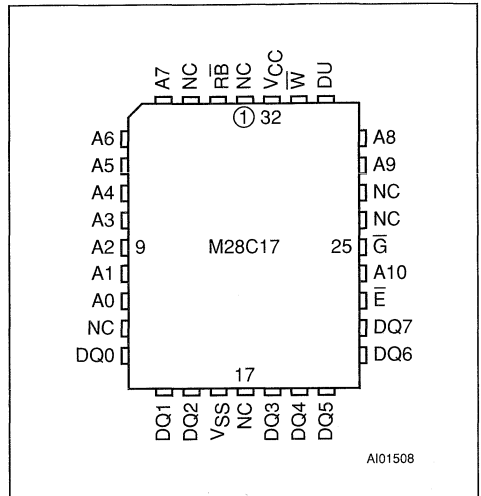 A7 NC R̅B̅ NC VCC W̅ DU
1 32
A6 A8
A5 A9
A4 NC
A3 NC
A2 9 M28C17 25 G̅
A1 A10
A0 E̅
NC DQ7
DQ0 DQ6
17
DQ1 DQ2 VSS NC DQ3 DQ4 DQ5
AI01508